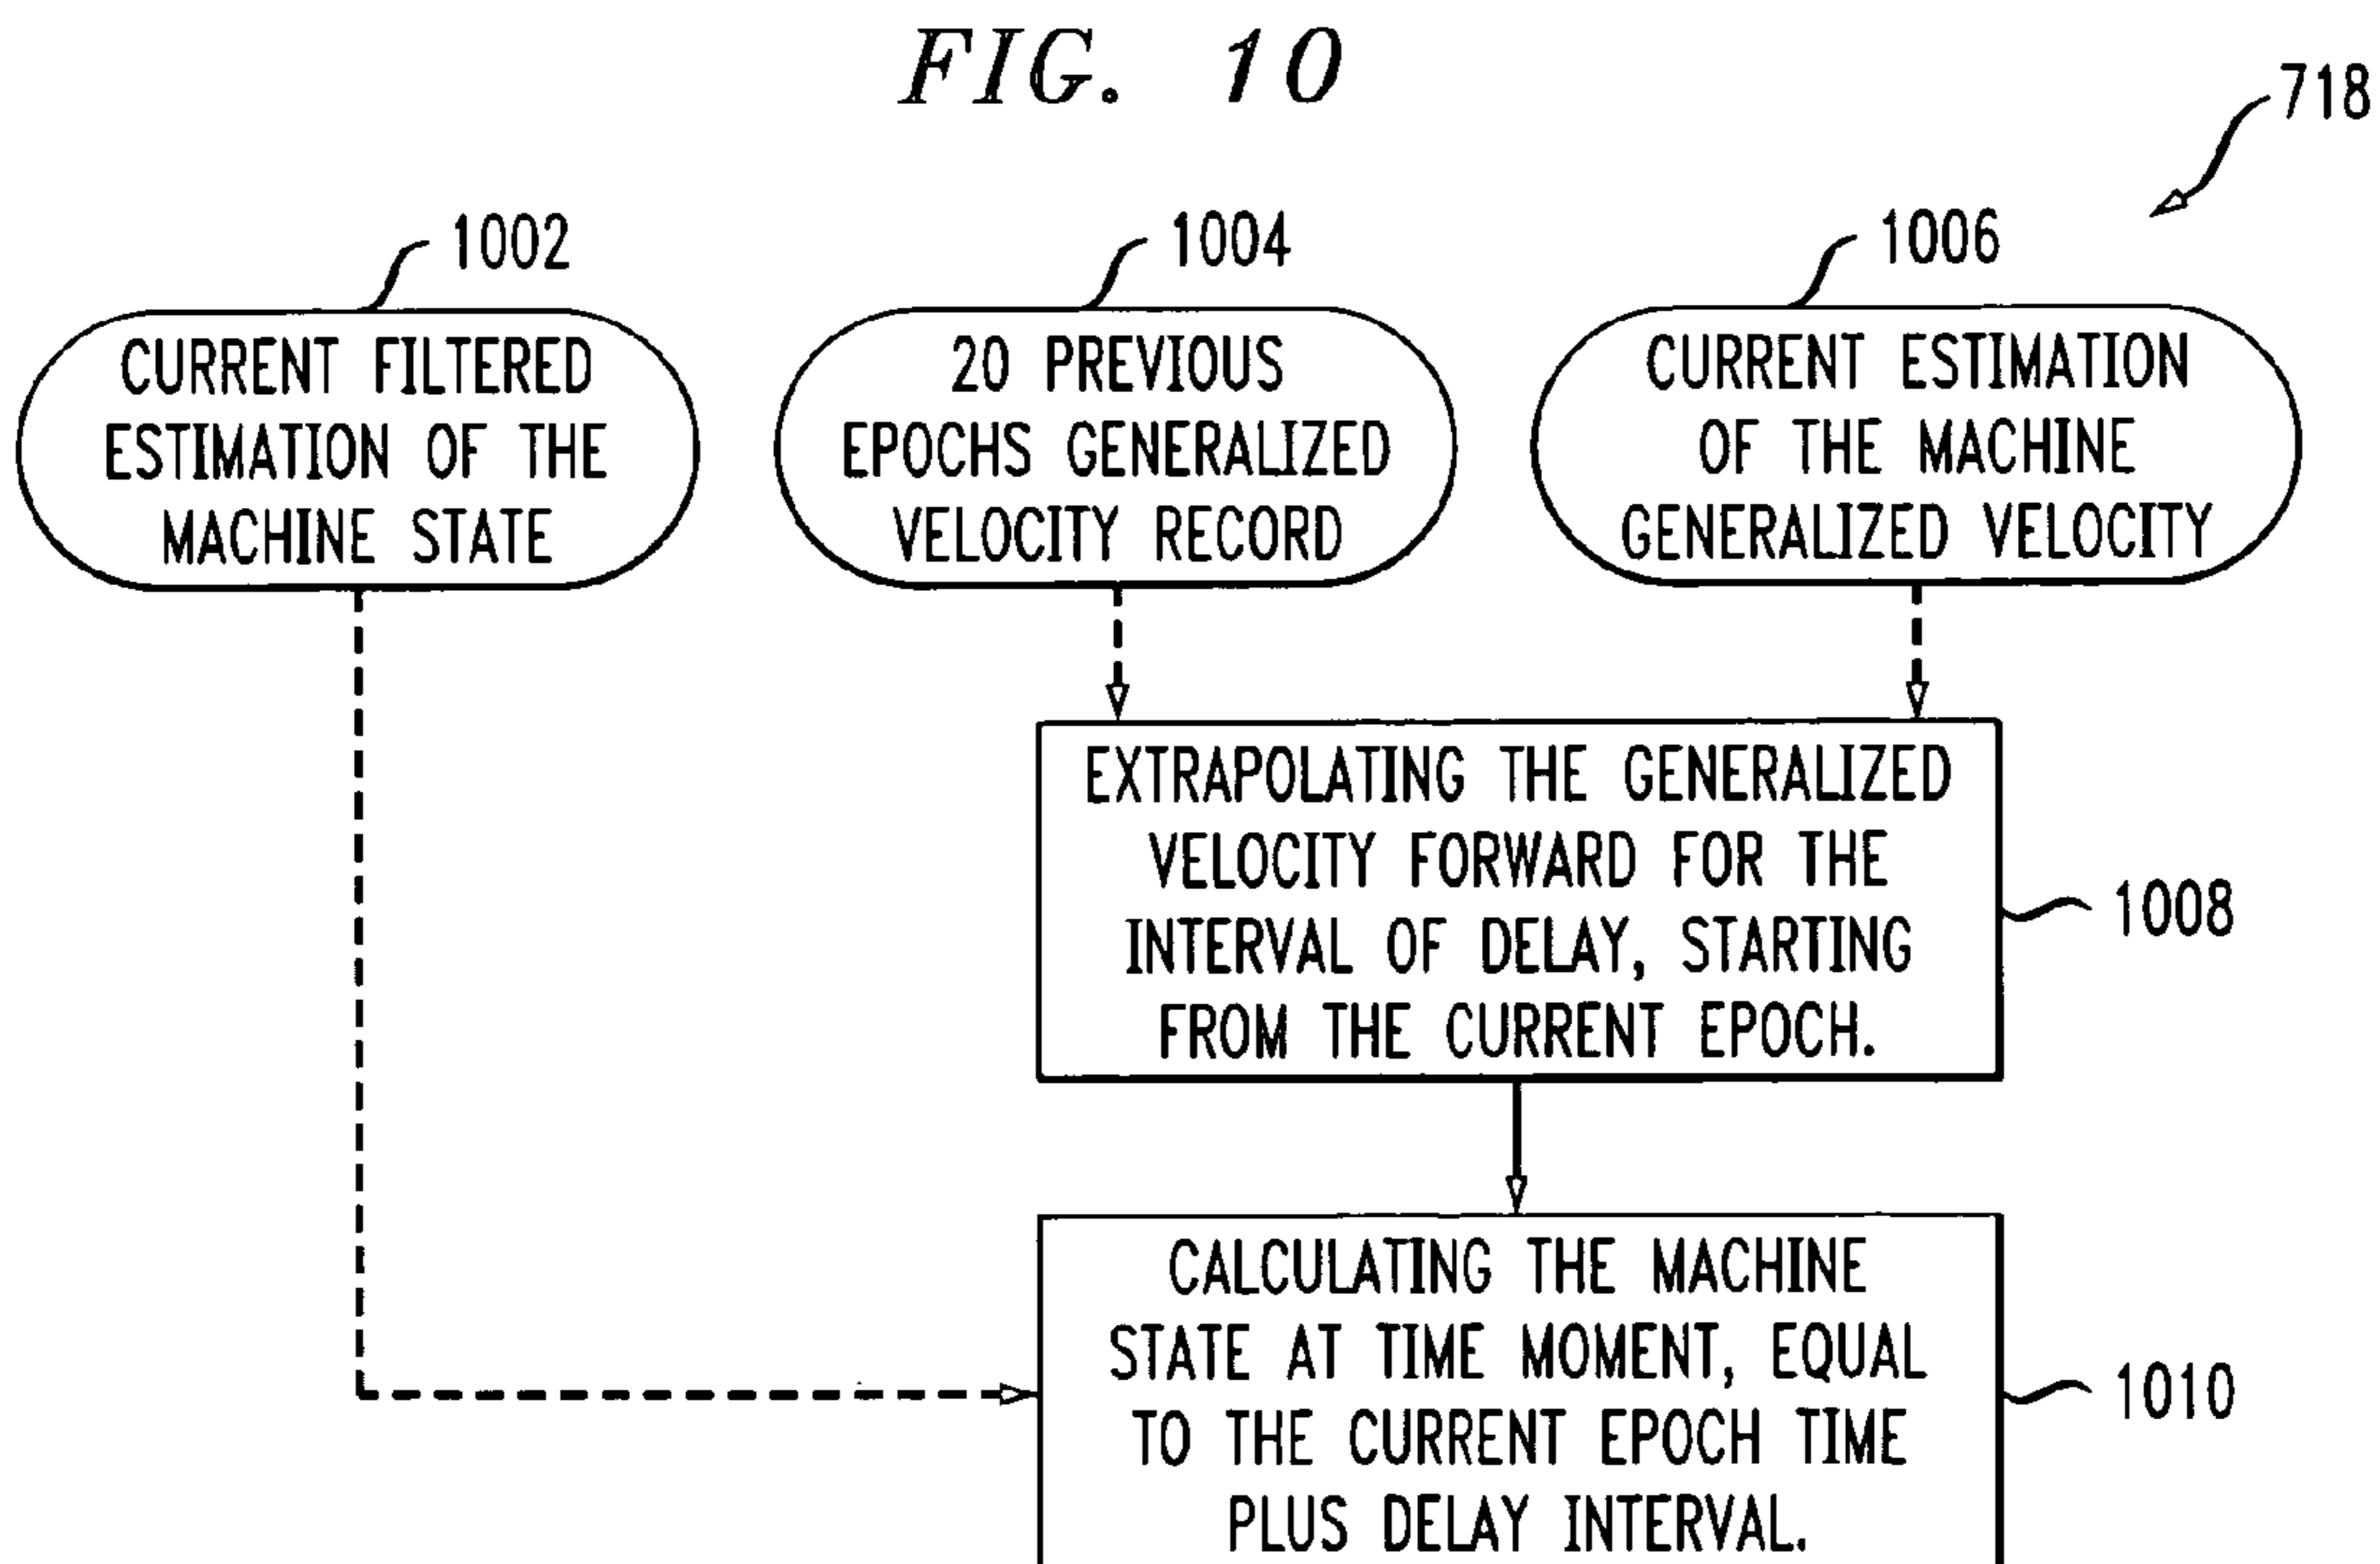 FIG. 10
718
1002
1004
1006
CURRENT FILTERED
ESTIMATION OF THE
MACHINE STATE
20 PREVIOUS
EPOCHS GENERALIZED
VELOCITY RECORD
CURRENT ESTIMATION
OF THE MACHINE
GENERALIZED VELOCITY
EXTRAPOLATING THE GENERALIZED
VELOCITY FORWARD FOR THE
INTERVAL OF DELAY, STARTING
FROM THE CURRENT EPOCH.
1008
CALCULATING THE MACHINE
STATE AT TIME MOMENT, EQUAL
TO THE CURRENT EPOCH TIME
PLUS DELAY INTERVAL.
1010